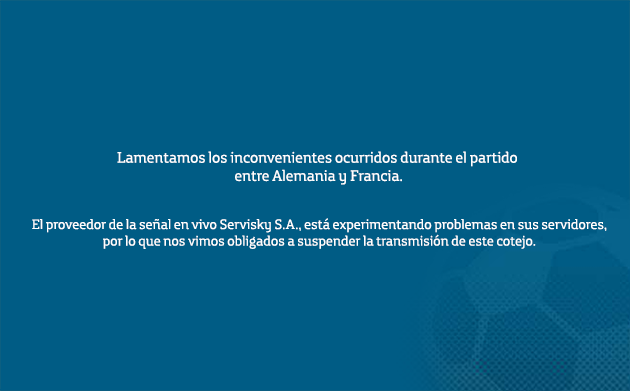 Lamentamos los inconvenientes ocurridos durante el partido
entre Alemania y Francia.
El proveedor de la señal en vivo Servisky S.A., está experimentando problemas en sus servidores,
por lo que nos vimos obligados a suspender la transmisión de este cotejo.